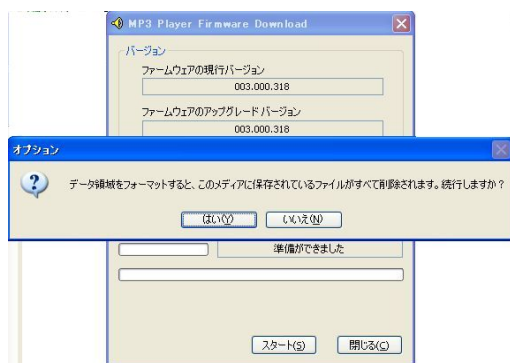 MP3 Player Firmware Download
バージョン
ファームウェアの現行バージョン
003.000.318
ファームウェアのアップグレード バージョン
003.000.318
オプション
データ領域をフォーマットすると、このメディアに保存されているファイルがすべて削除されます。続行しますか？
はい(Y)
いいえ(N)
準備ができました
スタート(S)
閉じる(C)